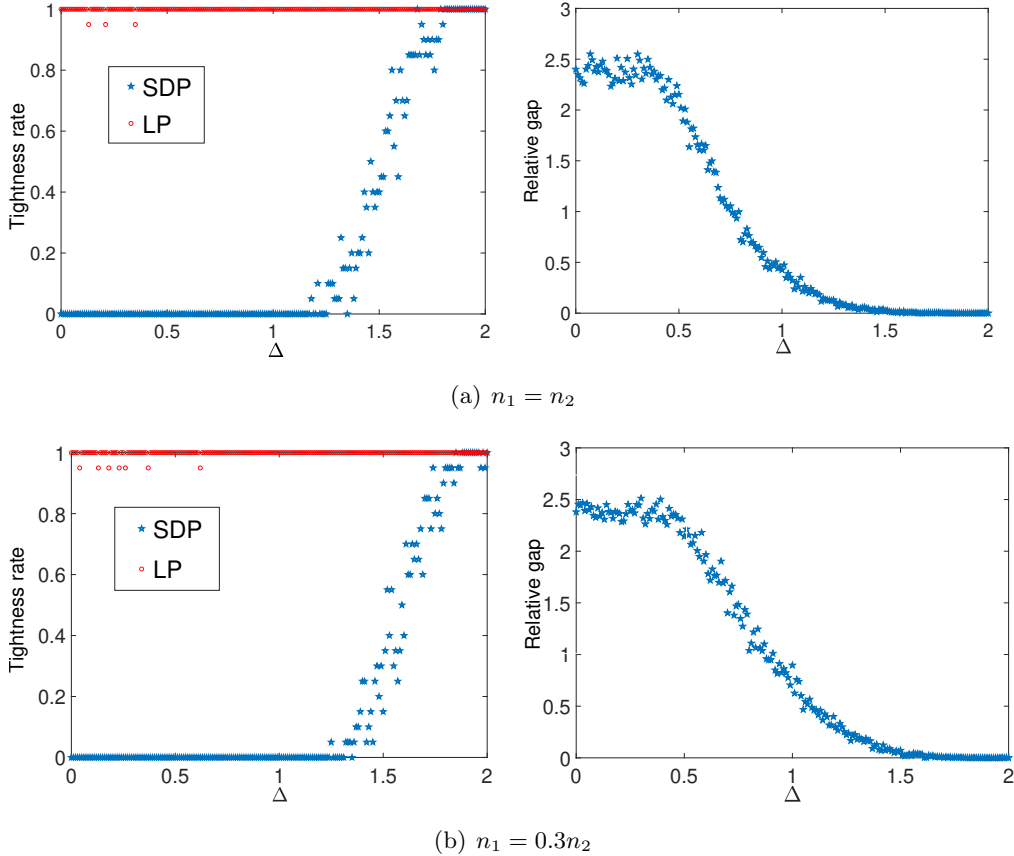 1
0.8
0.6
0.4
0.2
0
Tightness rate
SDP
LP
0 0.5 1 1.5 2
Δ
3
2.5
2
1.5
1
0.5
0
Relative gap
0 0.5 1 1.5 2
Δ
(a) n₁ = n₂
1
0.8
0.6
0.4
0.2
0
Tightness rate
SDP
LP
0 0.5 1 1.5 2
Δ
3
2.5
2
1.5
1
0.5
0
Relative gap
0 0.5 1 1.5 2
Δ
(b) n₁ = 0.3n₂